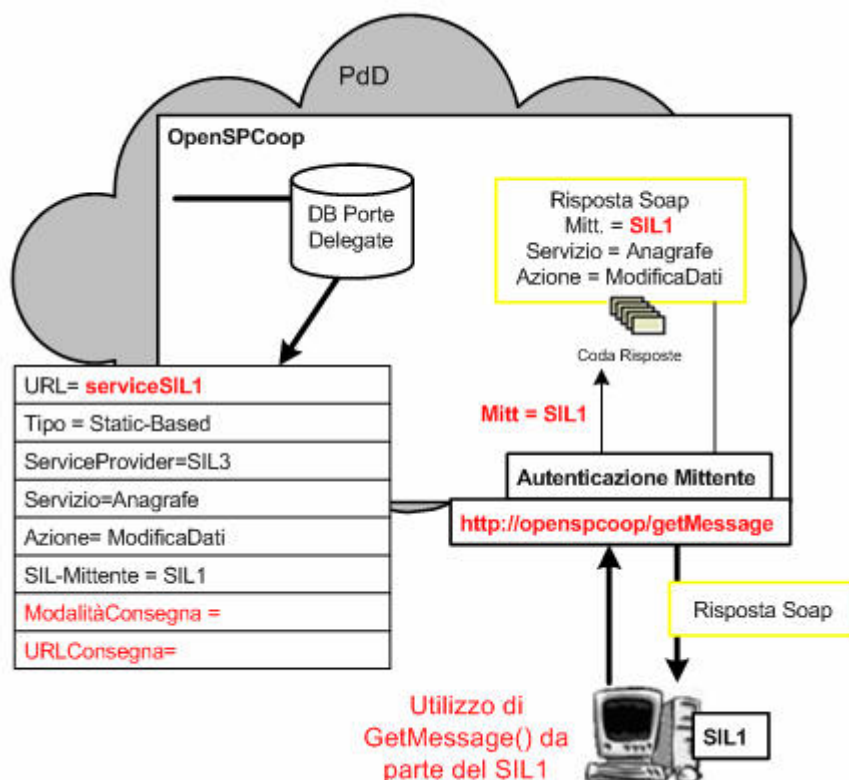 PdD
OpenSPCoop
DB Porte
Delegate
Risposta Soap
Mitt. = SIL1
Servizio = Anagrafe
Azione = ModificaDati
Coda Risposte
URL= serviceSIL1
Tipo = Static-Based
ServiceProvider=SIL3
Servizio=Anagrafe
Azione= ModificaDati
SIL-Mittente = SIL1
ModalitàConsegna =
URLConsegna=
Mitt = SIL1
Autenticazione Mittente
http://openspcoop/getMessage
Risposta Soap
Utilizzo di
GetMessage() da
parte del SIL1
SIL1